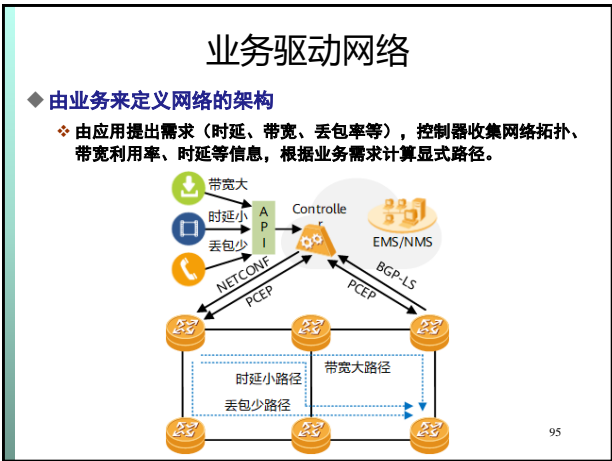 业务驱动网络
由业务来定义网络的架构
由应用提出需求（时延、带宽、丢包率等），控制器收集网络拓扑、
带宽利用率、时延等信息，根据业务需求计算显式路径。
带宽大
时延小
丢包少
A
P
I
Controlle
r
EMS/NMS
NETCONF
PCEP
BGP-LS
PCEP
带宽大路径
时延小路径
丢包少路径
95